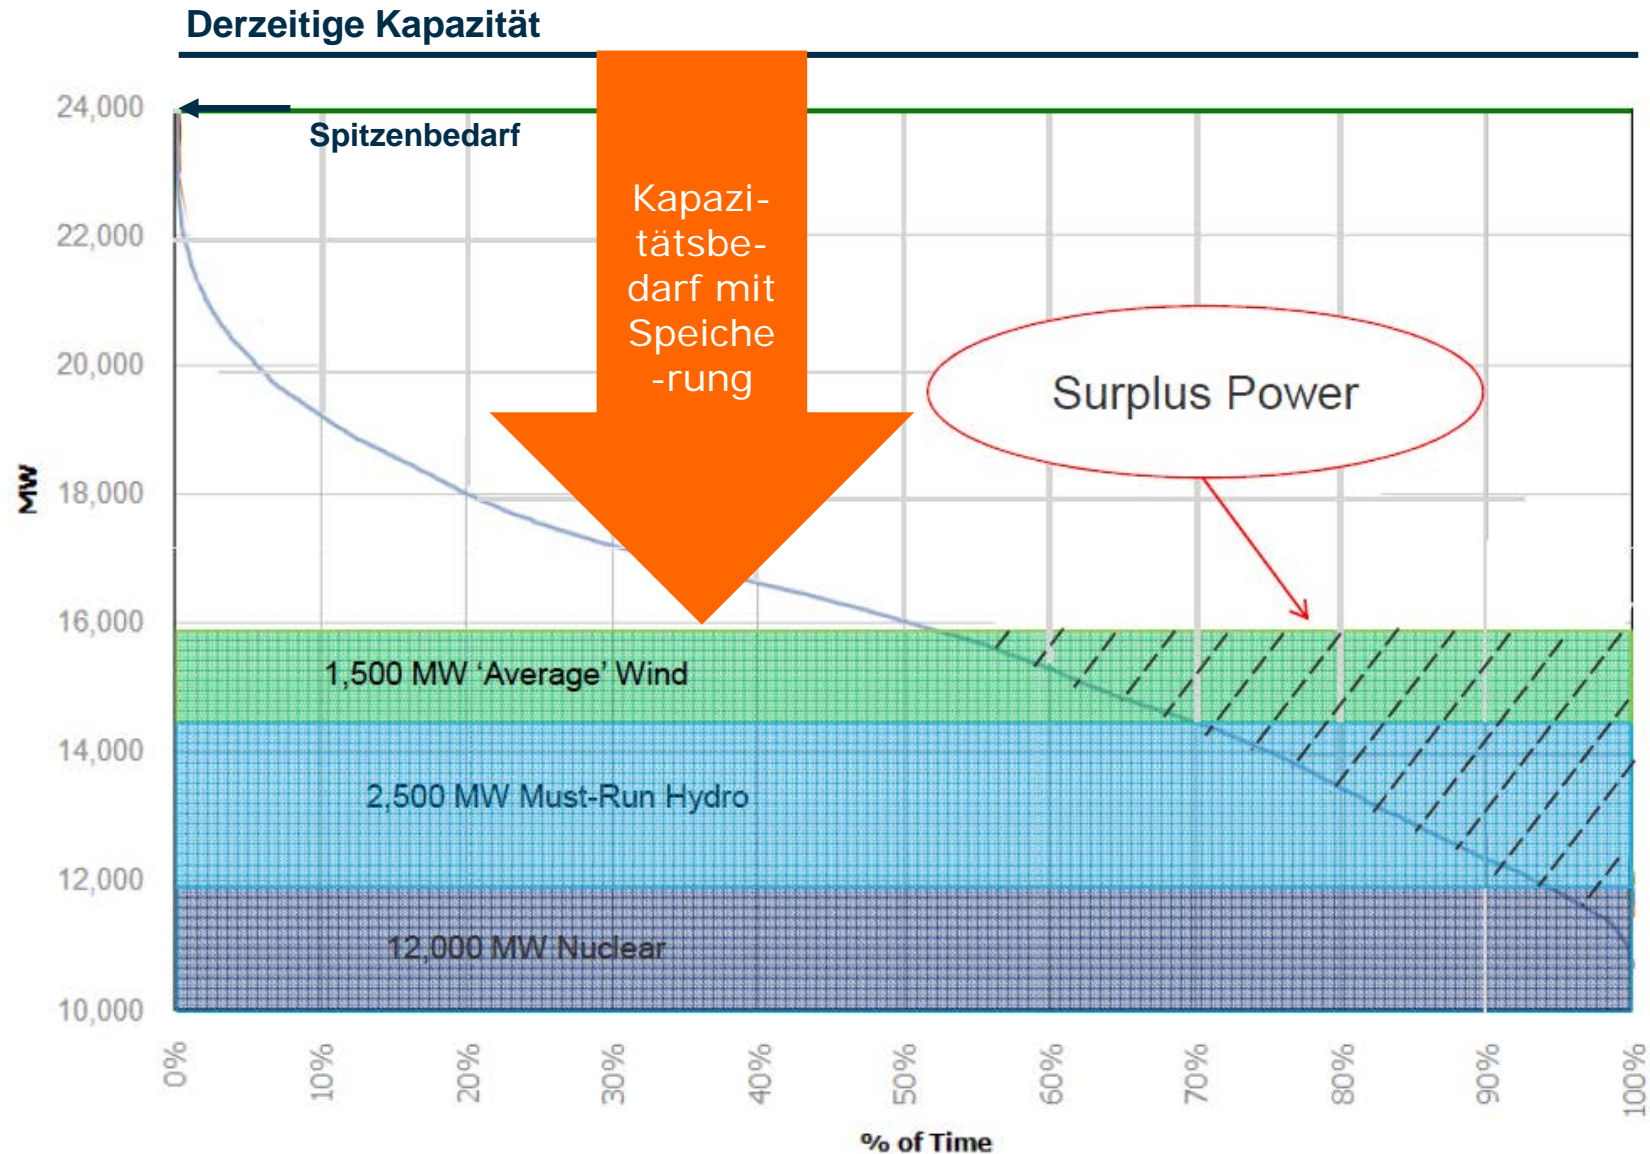 Derzeitige Kapazität
24,000
Spitzenbedarf
Kapazi-
tätsbe-
darf mit
Speiche
-rung
22,000
20,000
Surplus Power
18,000
MW
16,000
1,500 MW ‘Average’ Wind
14,000
2,500 MW Must-Run Hydro
12,000
12,000 MW Nuclear
10,000
0%
10%
20%
30%
40%
50%
60%
70%
80%
90%
100%
% of Time